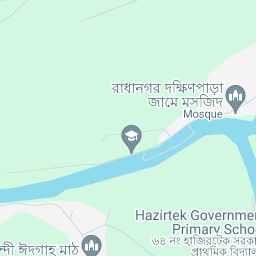 রাধানগর দক্ষিণপাড়া
জামে মসজিদ
Mosque
Hazirtek Governmen
Primary Schoo
৬৪ নং হাজিরটেক সরকা
প্রাথমিক বিদ্যা
ন্দী ঈদগাহ মাঠ